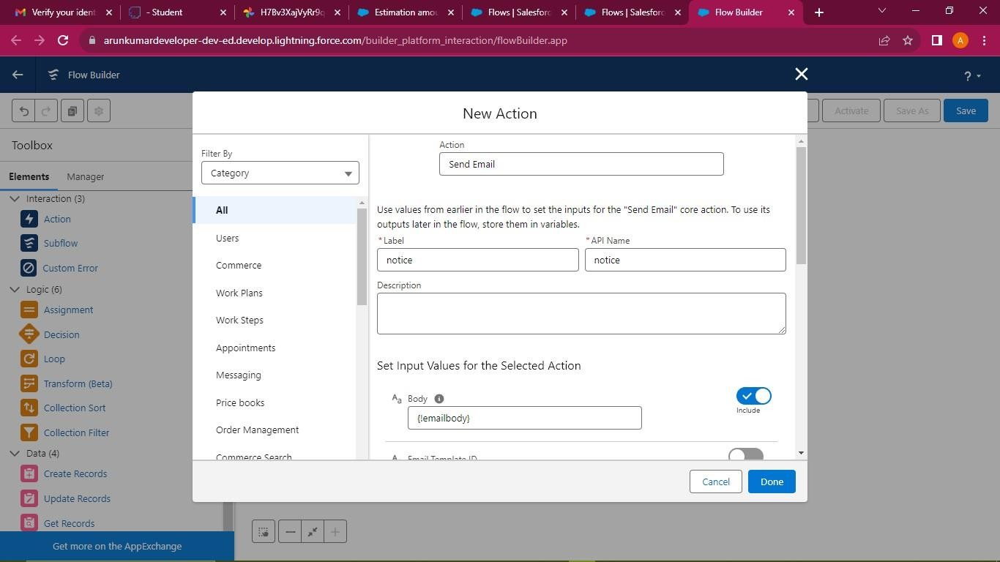 Verify your ident
- Student
H7Bv3XajVyRr9q
Estimation amou
Flows | Salesforc
Flows | Salesforc
Flow Builder
arunkumardeveloper-dev-ed.develop.lightning.force.com/builder_platform_interaction/flowBuilder.app
A
Flow Builder
?
New Action
Activate
Save As
Save
Toolbox
Elements
Manager
Interaction (3)
Action
Subflow
Custom Error
Logic (6)
Assignment
Decision
Loop
Transform (Beta)
Collection Sort
Collection Filter
Data (4)
Create Records
Update Records
Get Records
Get more on the AppExchange
Filter By
Category
All
Users
Commerce
Work Plans
Work Steps
Appointments
Messaging
Price books
Order Management
Commerce Search
Action
Send Email
Use values from earlier in the flow to set the inputs for the "Send Email" core action. To use its
outputs later in the flow, store them in variables.
* Label
notice
* API Name
notice
Description
Set Input Values for the Selected Action
Aa Body
{!emailbody}
Include
Email Template ID
Cancel
Done